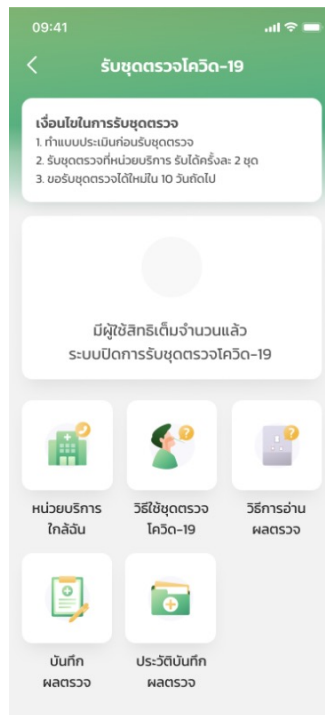 09:41
รับชุดตรวจโควิด-19
เงื่อนไขในการรับชุดตรวจ
1. ทำแบบประเมินก่อนรับชุดตรวจ
2. รับชุดตรวจที่หน่วยบริการ รับได้ครั้งละ 2 ชุด
3. ขอรับชุดตรวจได้ใหม่ใน 10 วันถัดไป
มีผู้ใช้สิทธิเต็มจำนวนแล้ว
ระบบปิดการรับชุดตรวจโควิด-19
หน่วยบริการ
ใกล้ฉัน
วิธีใช้ชุดตรวจ
โควิด-19
วิธีการอ่าน
ผลตรวจ
บันทึก
ผลตรวจ
ประวัติบันทึก
ผลตรวจ